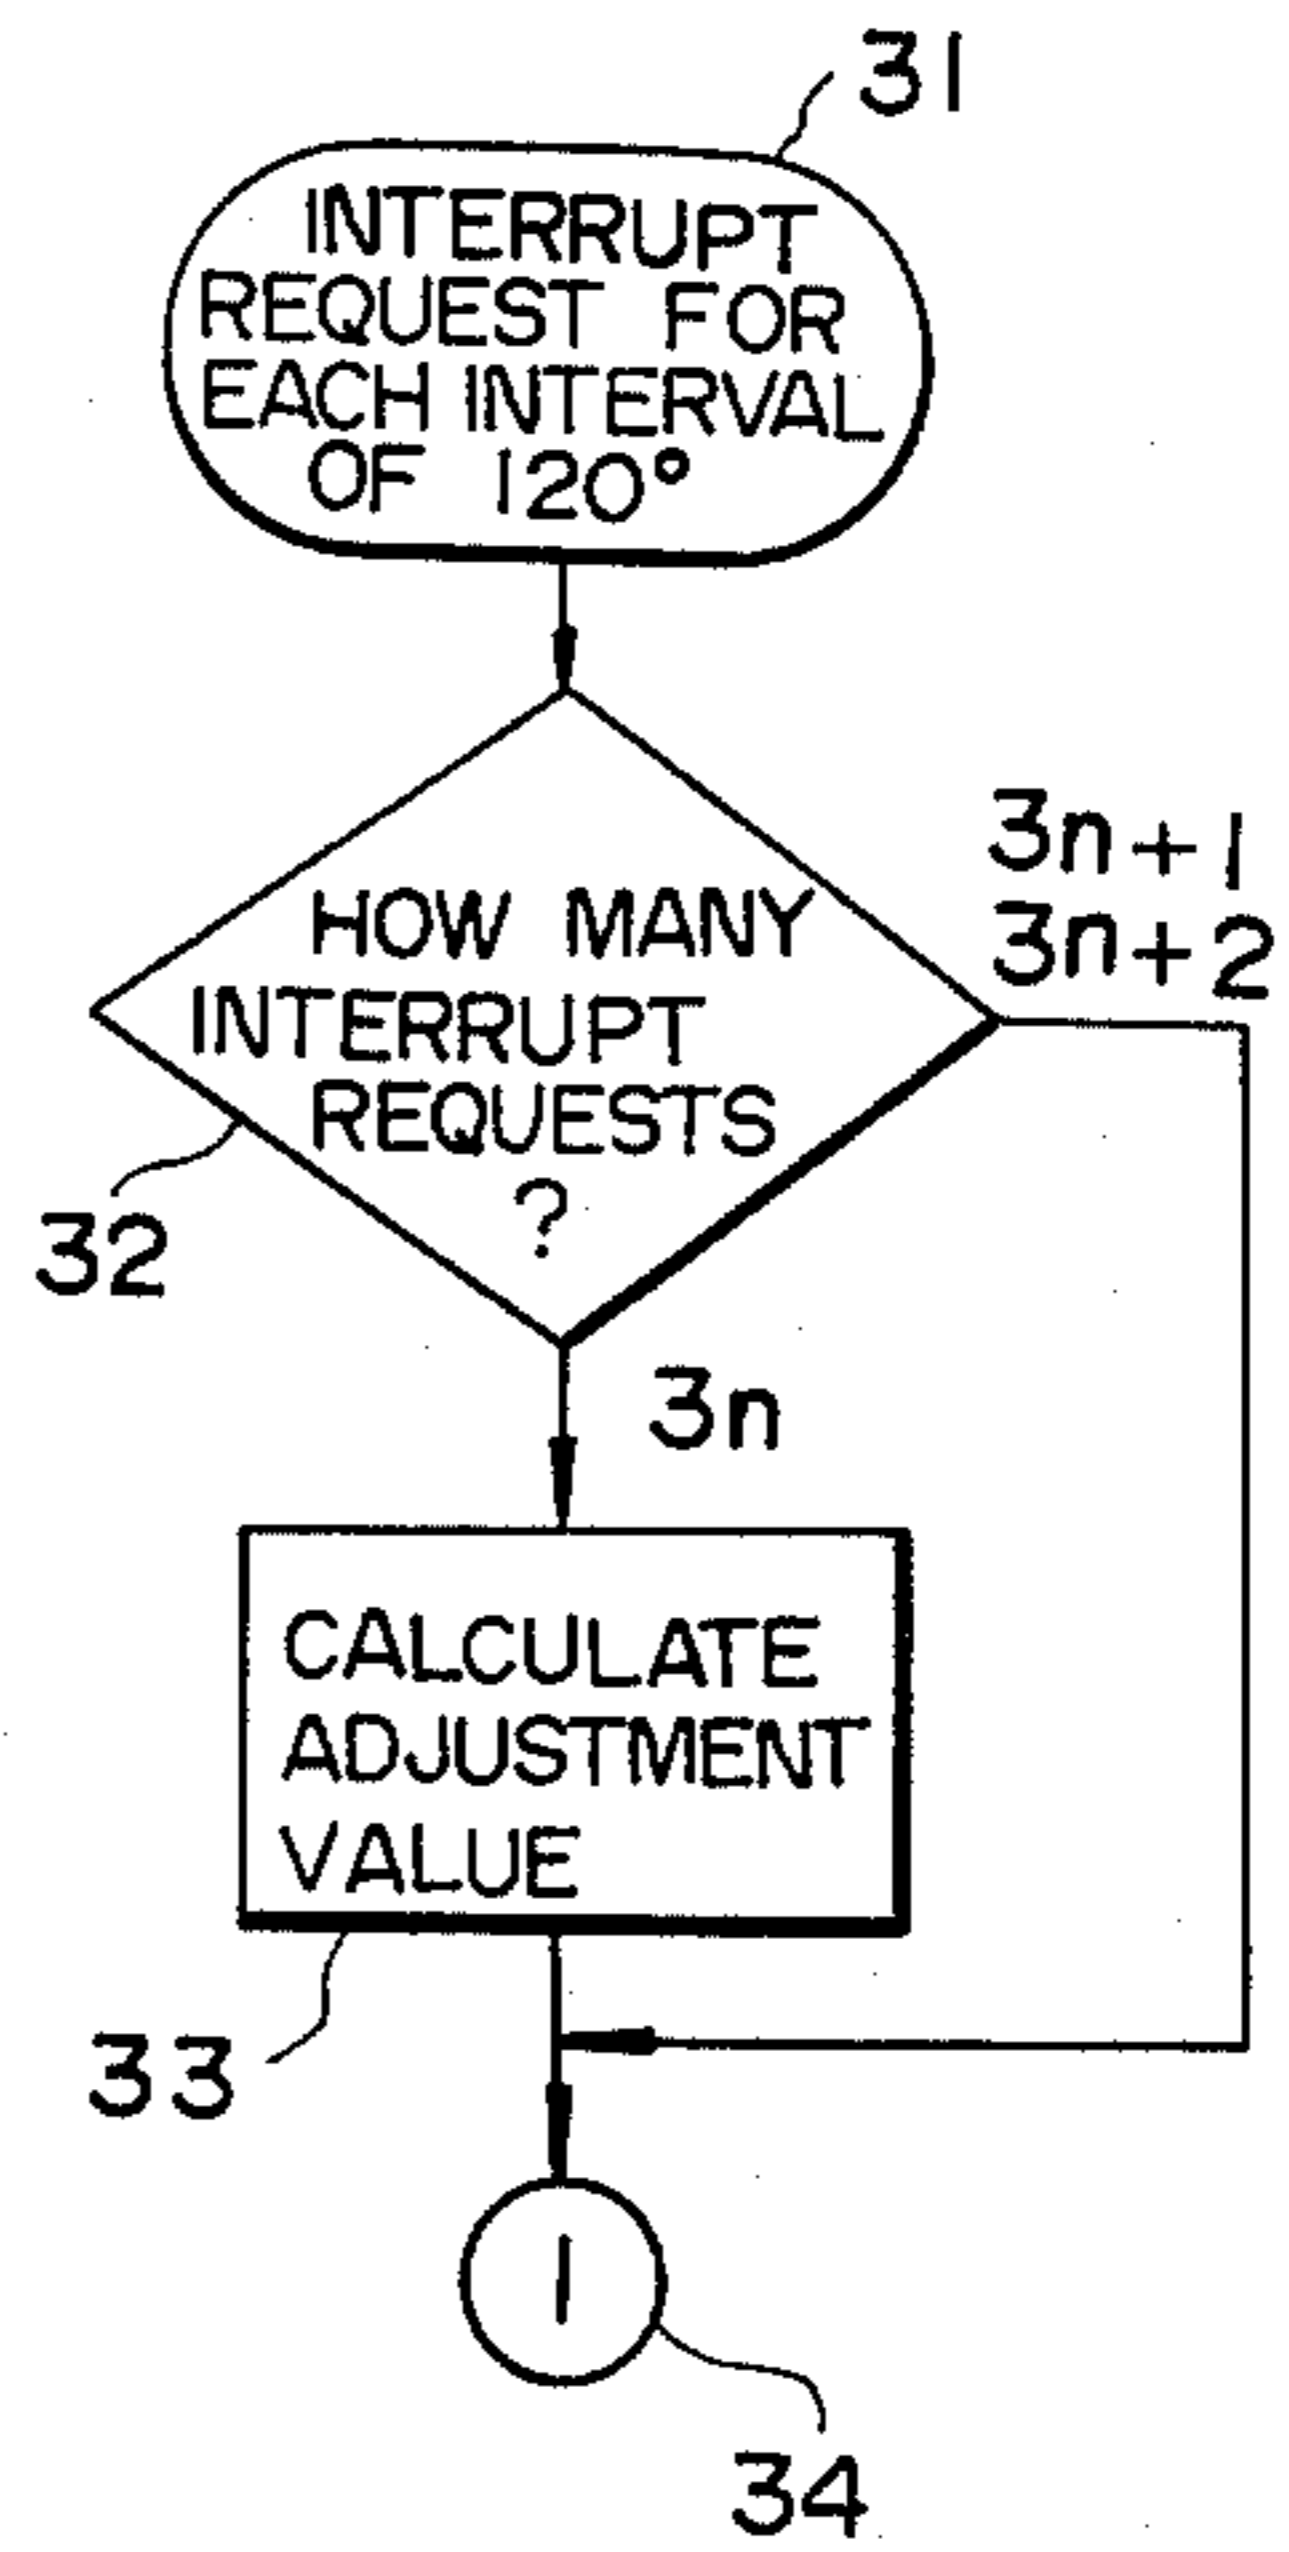 31
INTERRUPT
REQUEST FOR
EACH INTERVAL
OF 120°
3n+1
3n+2
HOW MANY
INTERRUPT
REQUESTS
?
32
3n
CALCULATE
ADJUSTMENT
VALUE
33
1
34